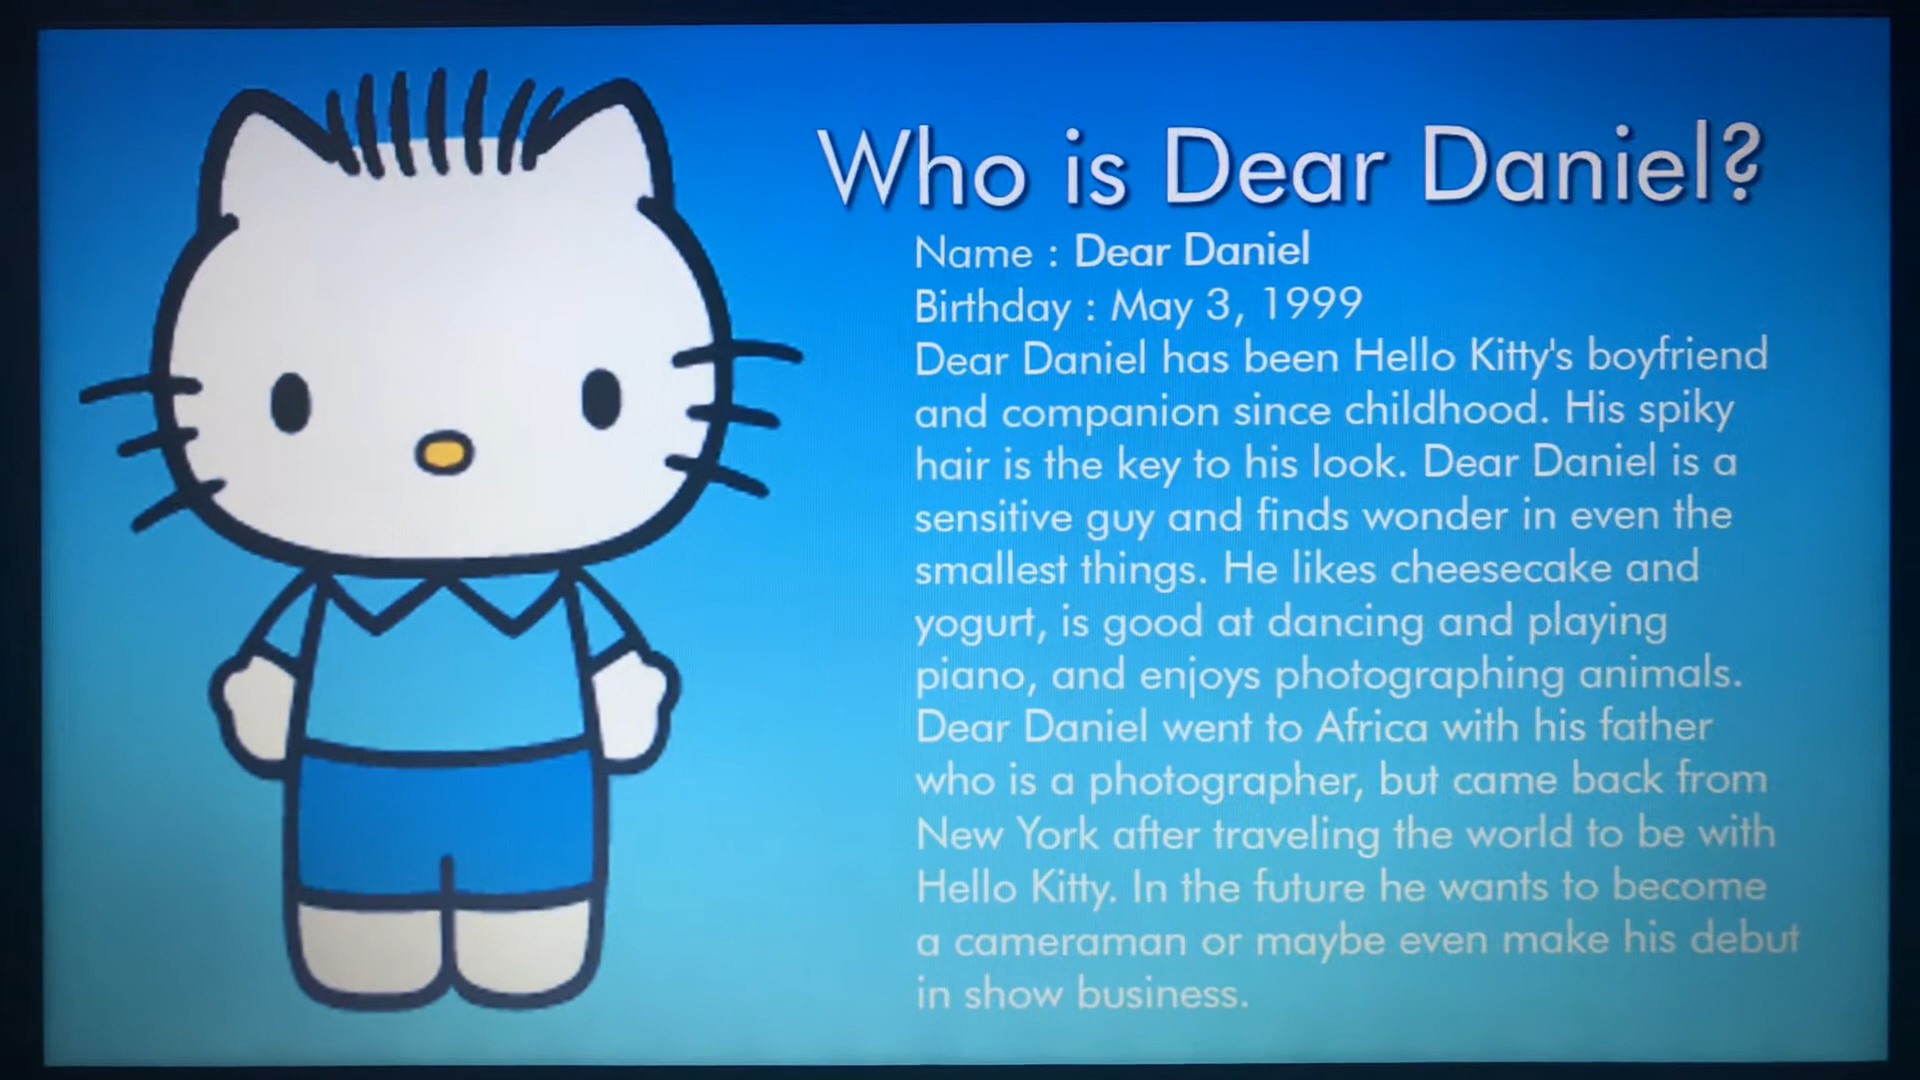 Who is Dear Daniel?
Name : Dear Daniel
Birthday : May 3, 1999
Dear Daniel has been Hello Kitty's boyfriend
and companion since childhood. His spiky
hair is the key to his look. Dear Daniel is a
sensitive guy and finds wonder in even the
smallest things. He likes cheesecake and
yogurt, is good at dancing and playing
piano, and enjoys photographing animals.
Dear Daniel went to Africa with his father
who is a photographer, but came back from
New York after traveling the world to be with
Hello Kitty. In the future he wants to become
a cameraman or maybe even make his debut
in show business.